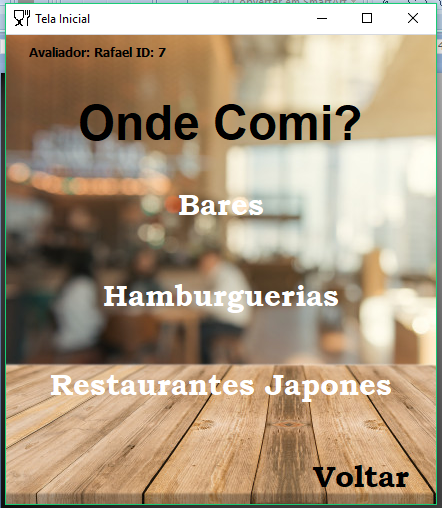 Tela Inicial
Avaliador: Rafael ID: 7
Onde Comi?
Bares
Hamburguerias
Restaurantes Japones
Voltar